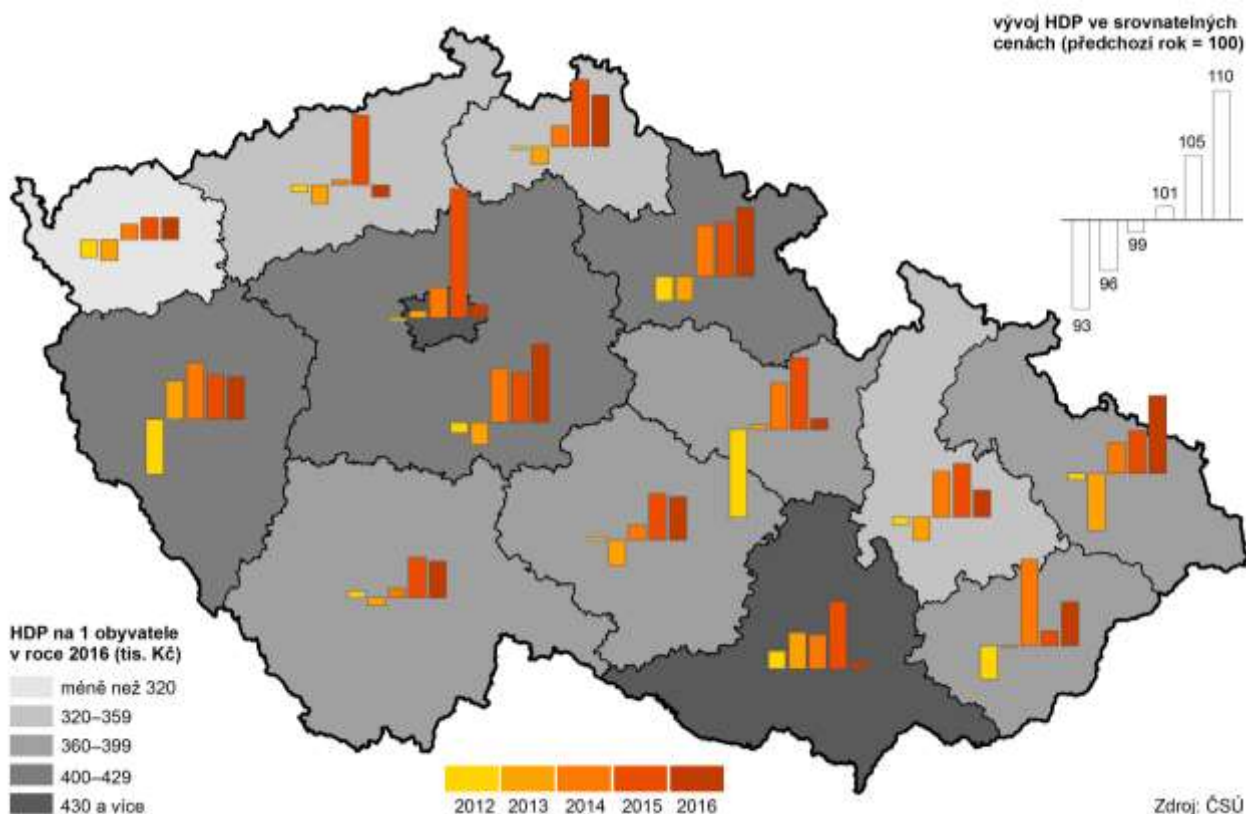 vývoj HDP ve srovnatelných
cenách (předchozí rok = 100)
110
105
101
99
96
93
HDP na 1 obyvatele
v roce 2016 (tis. Kč)
méně než 320
320–359
360–399
400–429
430 a více
2012 2013 2014 2015 2016
Zdroj: ČSÚ